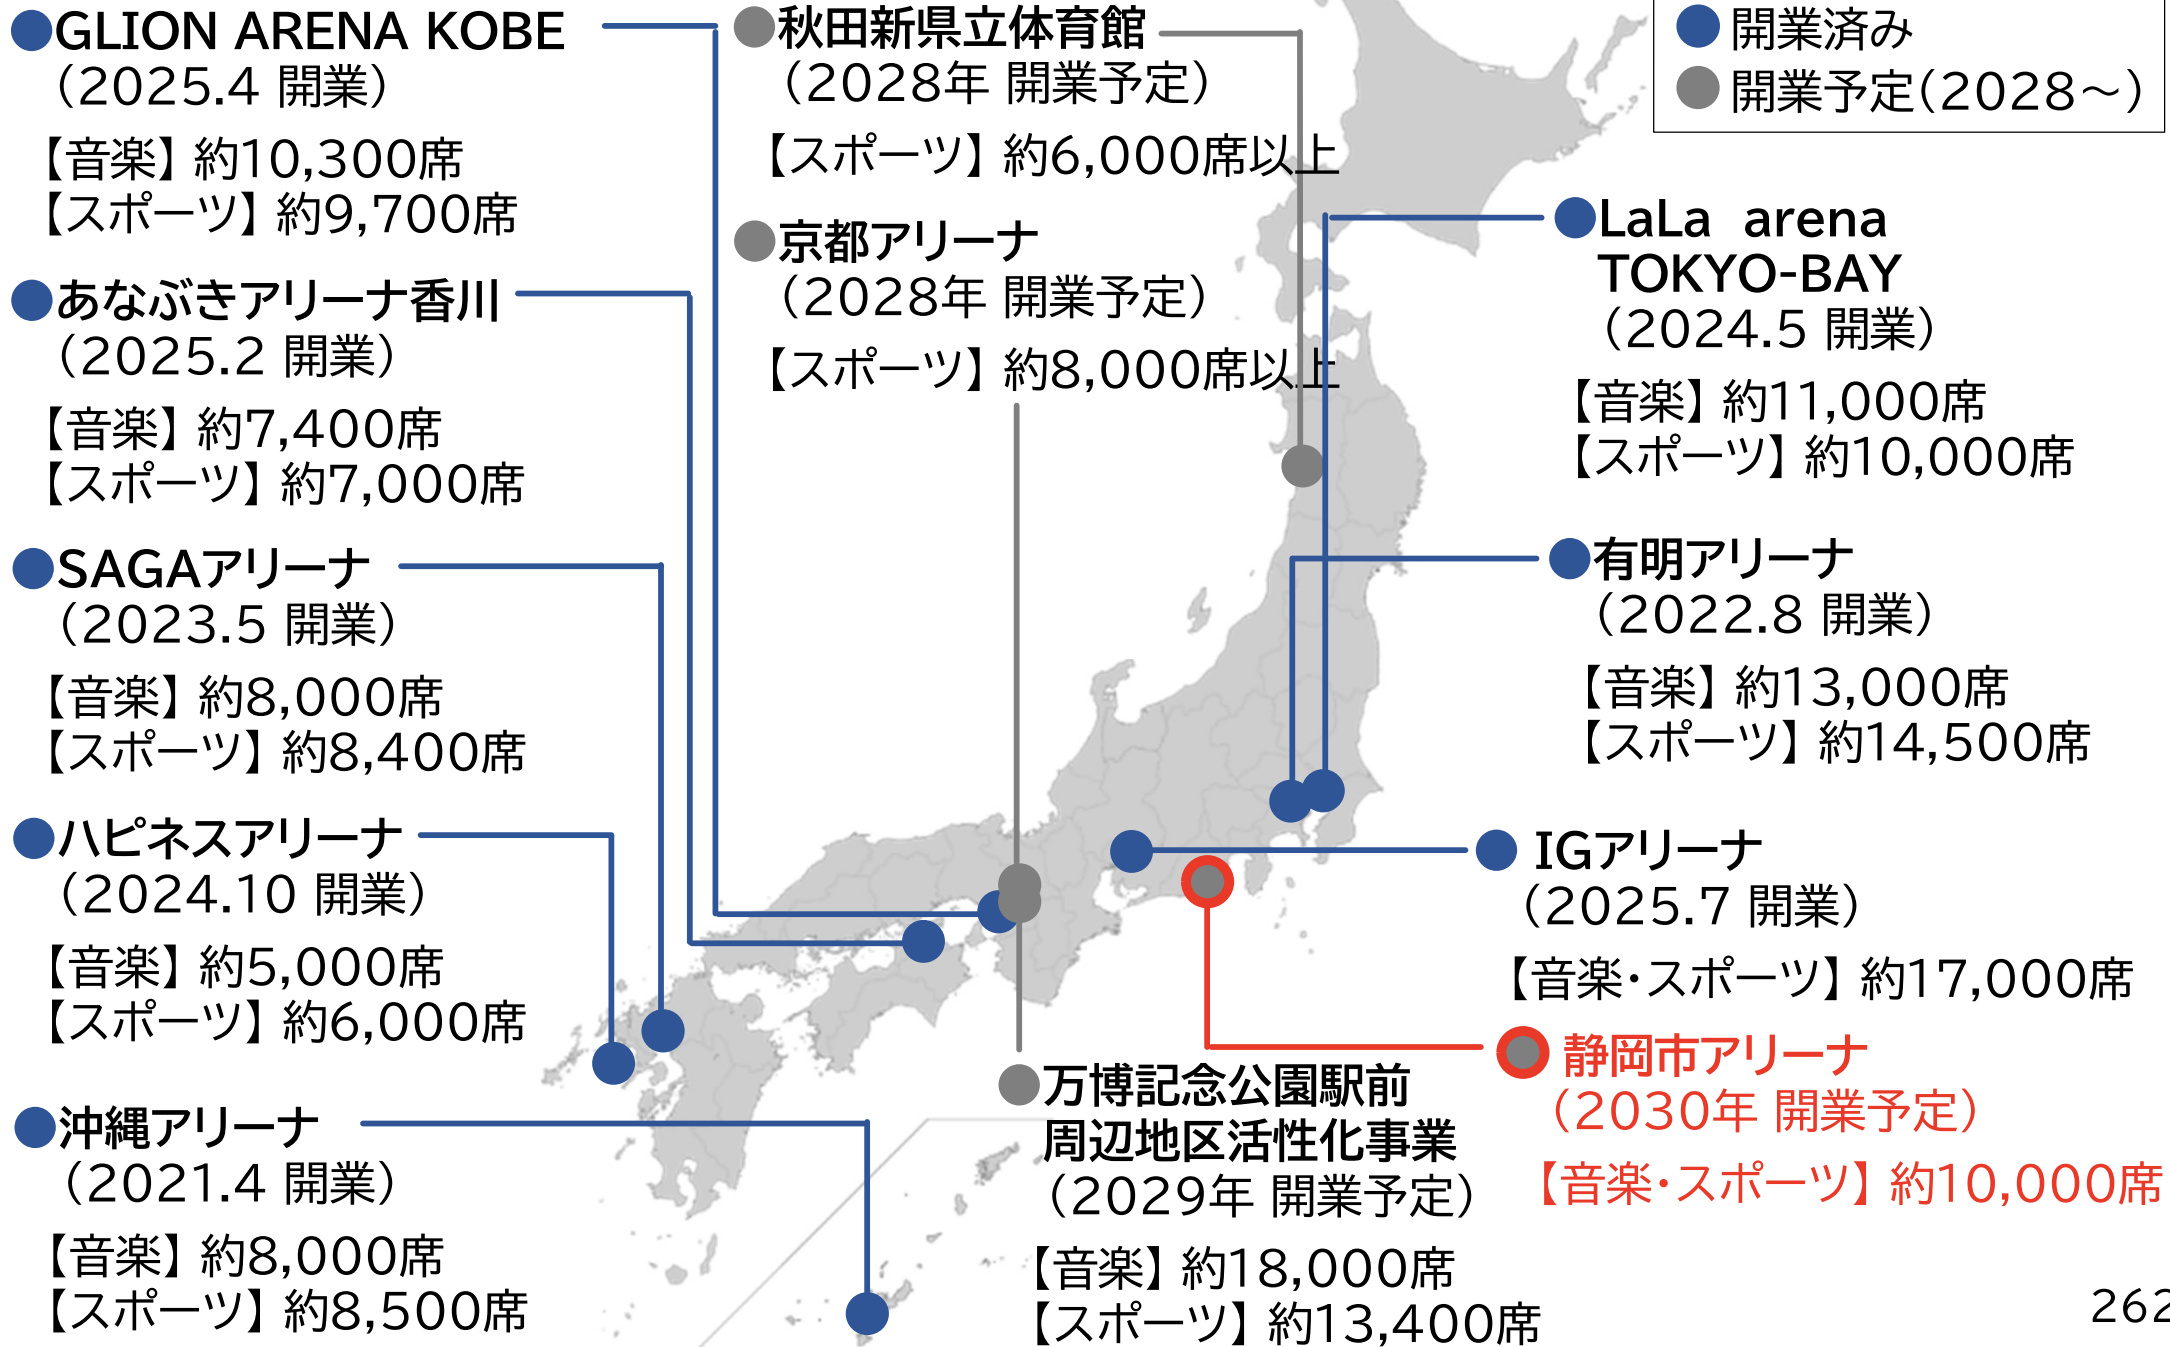 ●GLION ARENA KOBE
（2025.4 開業）
【音楽】 約10,300席
【スポーツ】 約9,700席
●あなぶきアリーナ香川
（2025.2 開業）
【音楽】 約7,400席
【スポーツ】 約7,000席
●SAGAアリーナ
（2023.5 開業）
【音楽】 約8,000席
【スポーツ】 約8,400席
●ハピネスアリーナ
（2024.10 開業）
【音楽】 約5,000席
【スポーツ】 約6,000席
●沖縄アリーナ
（2021.4 開業）
【音楽】 約8,000席
【スポーツ】 約8,500席
●秋田新県立体育館
（2028年 開業予定）
【スポーツ】 約6,000席以上
●京都アリーナ
（2028年 開業予定）
【スポーツ】 約8,000席以上
●万博記念公園駅前
周辺地区活性化事業
（2029年 開業予定）
【音楽】 約18,000席
【スポーツ】 約13,400席
●開業済み
●開業予定（2028～）
●LaLa arena
TOKYO-BAY
（2024.5 開業）
【音楽】 約11,000席
【スポーツ】 約10,000席
●有明アリーナ
（2022.8 開業）
【音楽】 約13,000席
【スポーツ】 約14,500席
● IGアリーナ
（2025.7 開業）
【音楽・スポーツ】 約17,000席
● 静岡市アリーナ
（2030年 開業予定）
【音楽・スポーツ】 約10,000席
262